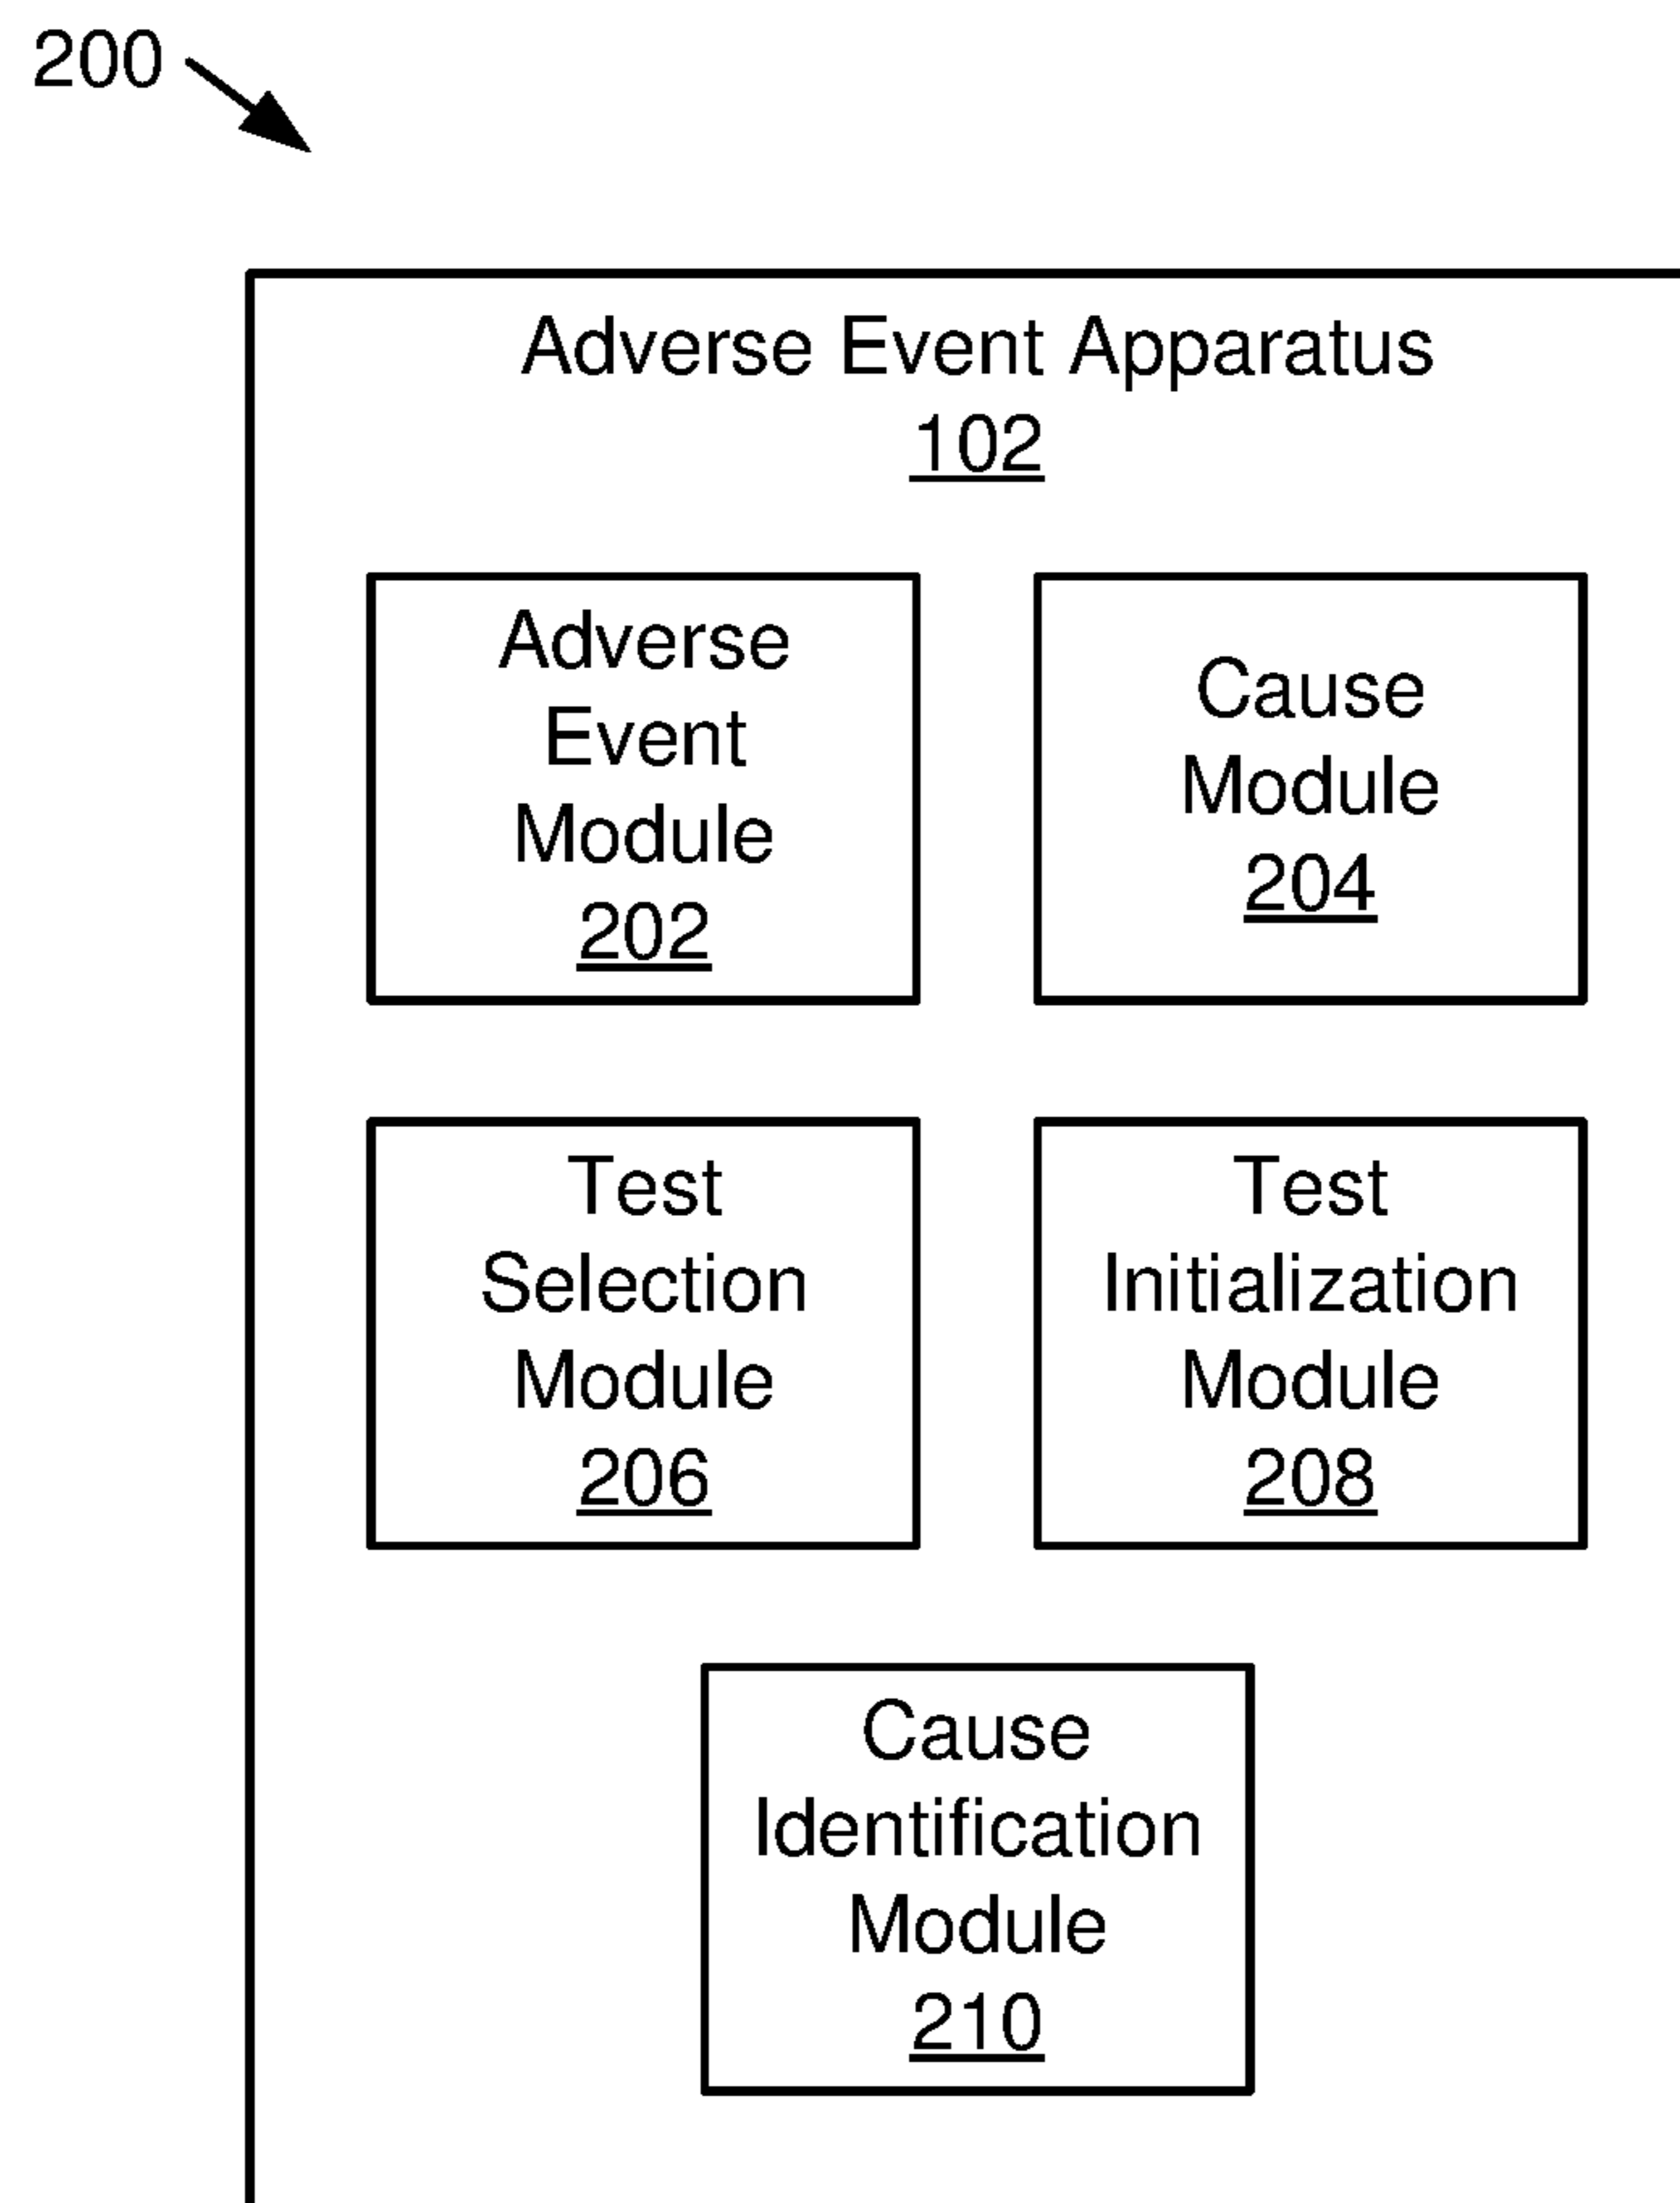 200
Adverse Event Apparatus
102
Adverse
Event
Module
202
Cause
Module
204
Test
Selection
Module
206
Test
Initialization
Module
208
Cause
Identification
Module
210